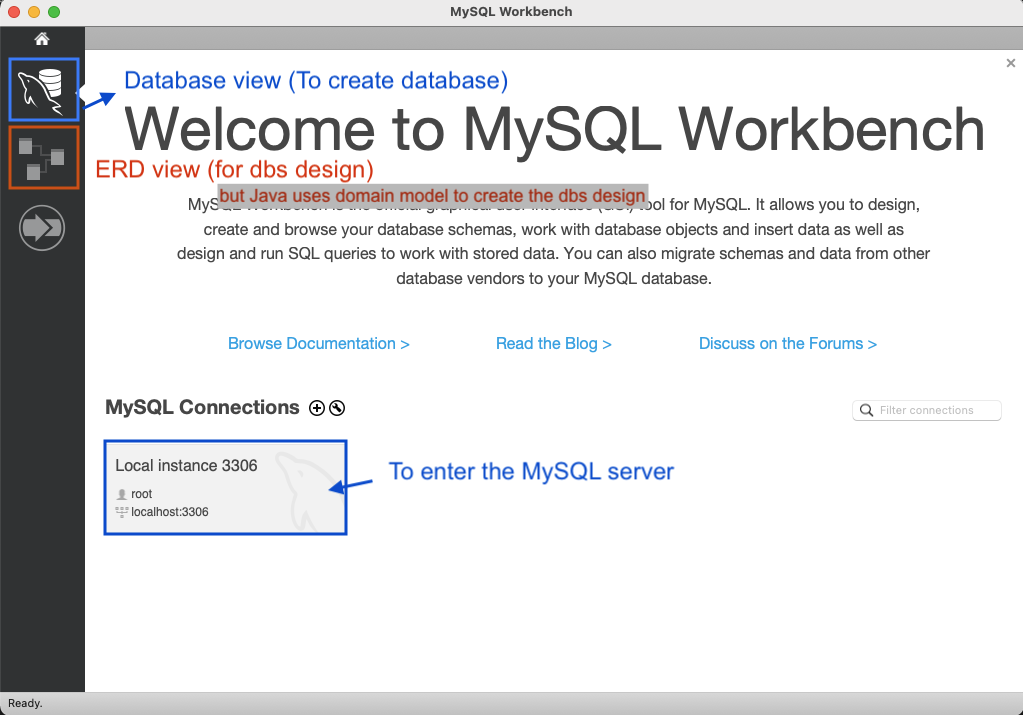 MySQL Workbench
Database view (To create database)
Welcome to MySQL Workbench
ERD view (for dbs design)
but Java uses domain model to create the dbs design
MySQL Workbench is the official graphical user interface (GUI) tool for MySQL. It allows you to design,
create and browse your database schemas, work with database objects and insert data as well as
design and run SQL queries to work with stored data. You can also migrate schemas and data from other
database vendors to your MySQL database.
Browse Documentation >
Read the Blog >
Discuss on the Forums >
MySQL Connections
Filter connections
Local instance 3306
root
localhost:3306
To enter the MySQL server
Ready.